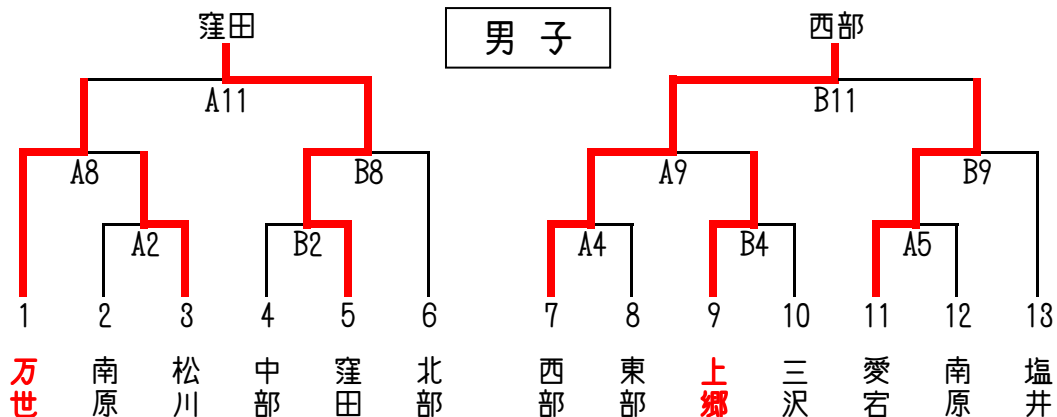 窪田
男子
西部
A11
B11
A8
B8
A9
B9
A2
B2
A4
B4
A5
1 2 3 4 5 6 7 8 9 10 11 12 13
万世
南原
松川
中部
窪田
北部
西部
東部
上郷
三沢
愛宕
南原
塩井